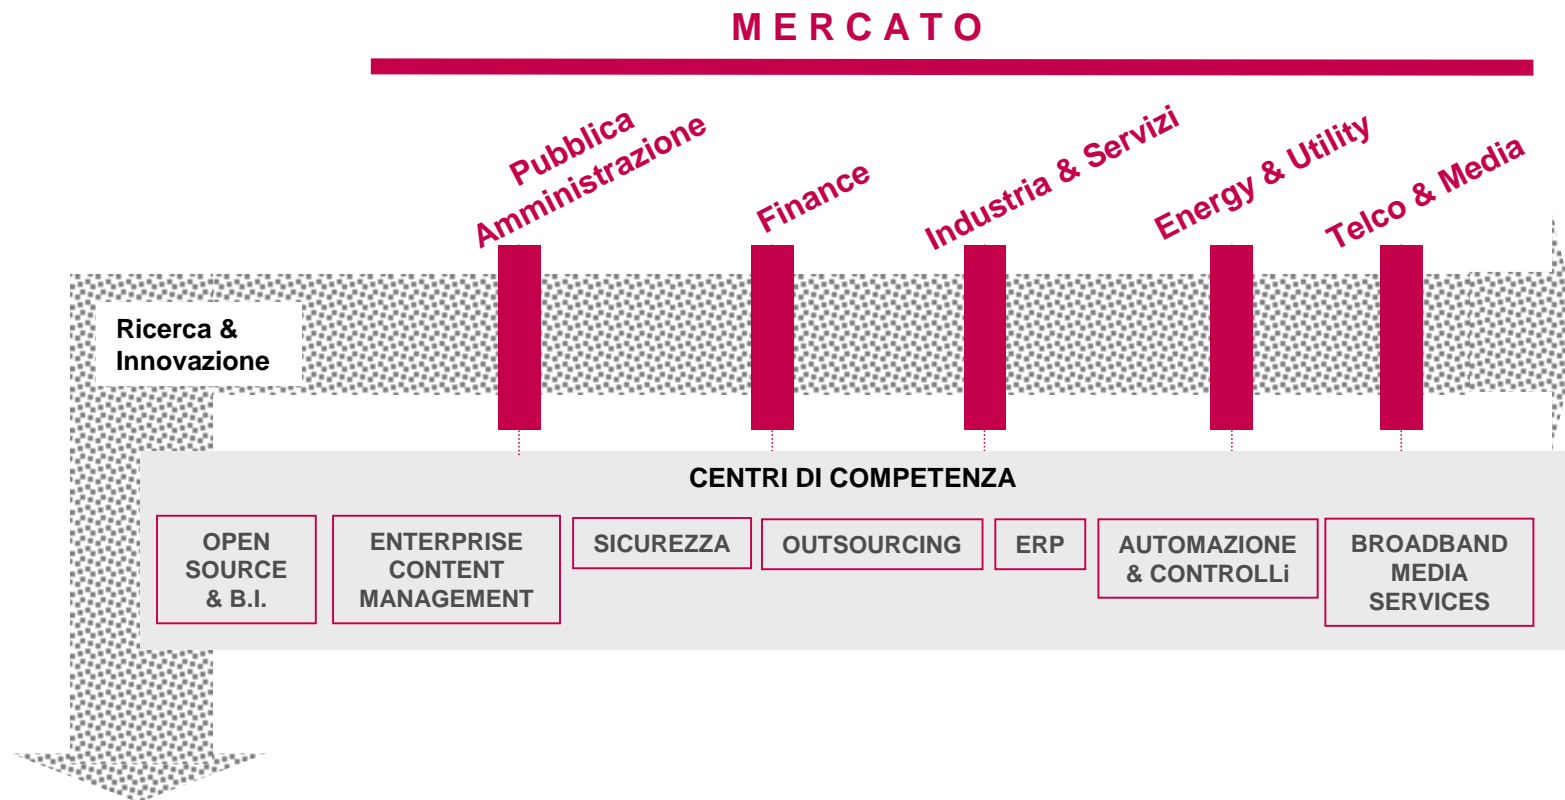 MERCATO
Pubblica
Amministrazione
Finance
Industria & Servizi
Energy & Utility
Telco & Media
Ricerca &
Innovazione
CENTRI DI COMPETENZA
OPEN
SOURCE
& B.I.
ENTERPRISE
CONTENT
MANAGEMENT
SICUREZZA
OUTSOURCING
ERP
AUTOMAZIONE
& CONTROLLi
BROADBAND
MEDIA
SERVICES